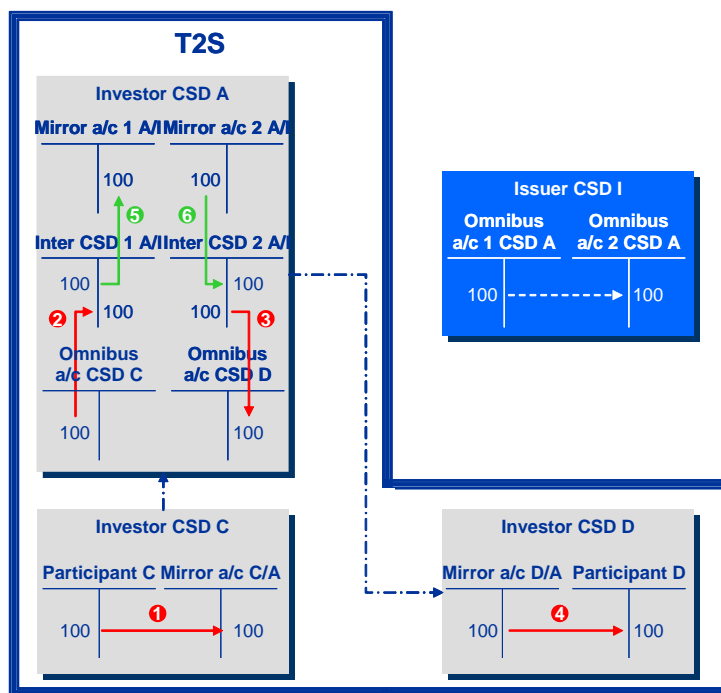 T2S
Investor CSD A
Mirror a/c 1 A/I Mirror a/c 2 A/I
100 100
5 6
Inter CSD 1 A/I Inter CSD 2 A/I
100 100
2 100 100 3
Omnibus a/c CSD C
Omnibus a/c CSD D
100 100
Issuer CSD I
Omnibus a/c 1 CSD A
Omnibus a/c 2 CSD A
100 100
Investor CSD C
Participant C Mirror a/c C/A
1
100 100
Investor CSD D
Mirror a/c D/A Participant D
4
100 100